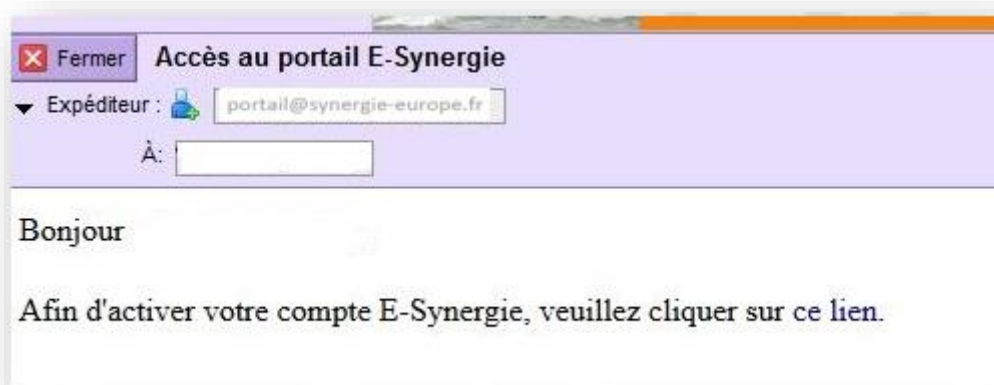 Fermer Accès au portail E-Synergie
Expéditeur : portail@synergie-europe.fr
À:
Bonjour
Afin d'activer votre compte E-Synergie, veuillez cliquer sur ce lien.